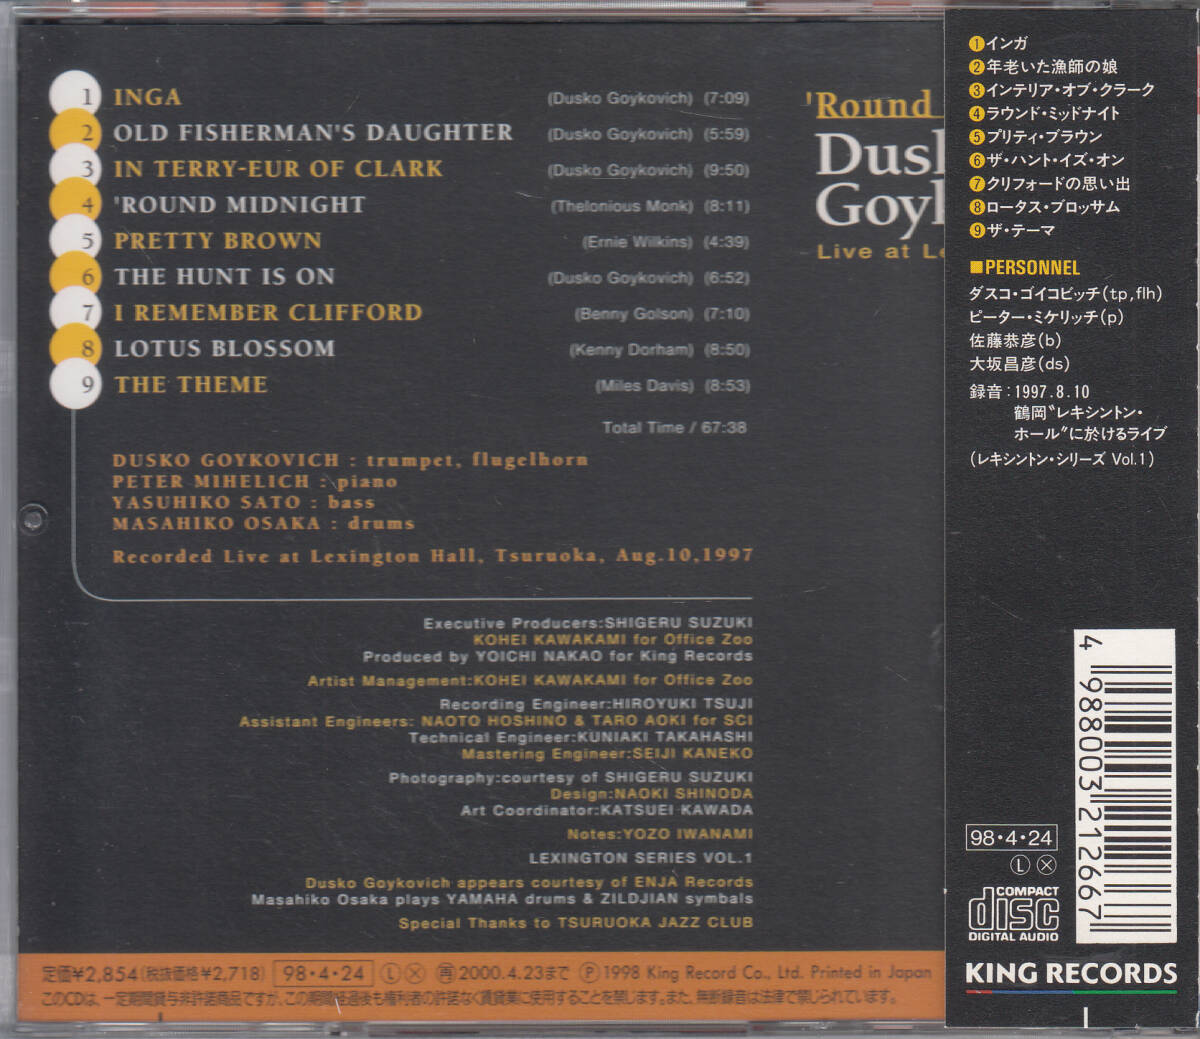 1 INGA (Dusko Goykovich) (7:09)
2 OLD FISHERMAN'S DAUGHTER (Dusko Goykovich) (5:59)
3 IN TERRY-EUR OF CLARK (Dusko Goykovich) (9:50)
4 'ROUND MIDNIGHT (Thelonious Monk) (8:11)
5 PRETTY BROWN (Ernie Wilkins) (4:39)
6 THE HUNT IS ON (Dusko Goykovich) (6:52)
7 I REMEMBER CLIFFORD (Benny Golson) (7:10)
8 LOTUS BLOSSOM (Kenny Dorham) (8:50)
9 THE THEME (Miles Davis) (8:53)
Total Time / 67:38
DUSKO GOYKOVICH : trumpet, flugelhorn
PETER MIHELICH : piano
YASUHIKO SATO : bass
MASAHIKO OSAKA : drums
Recorded Live at Lexington Hall, Tsuruoka, Aug.10,1997
Executive Producers:SHIGERU SUZUKI
KOHEI KAWAKAMI for Office Zoo
Produced by YOICHI NAKAO for King Records
Artist Management:KOHEI KAWAKAMI for Office Zoo
Recording Engineer:HIROYUKI TSUJI
Assistant Engineers: NAOTO HOSHINO & TARO AOKI for SCI
Technical Engineer:KUNIAKI TAKAHASHI
Mastering Engineer:SEIJI KANEKO
Photography:courtesy of SHIGERU SUZUKI
Design:NAOKI SHINODA
Art Coordinator:KATSUEI KAWADA
Notes:YOZO IWANAMI
LEXINGTON SERIES VOL.1
Dusko Goykovich appears courtesy of ENJA Records
Masahiko Osaka plays YAMAHA drums & ZILDJIAN symbals
Special Thanks to TSURUOKA JAZZ CLUB
定価¥2,854(税抜価格¥2,718) 98・4・24 Ⓛ Ⓧ ㊢ 2000.4.23まで Ⓟ 1998 King Record Co., Ltd. Printed in Japan
このCDは、一定期間貸与非許諾商品ですが、この期間経過後も権利者の許諾なく賃貸業に使用することを禁じます。また、無断録音は法律で禁じられています。
'Round
Dusk
Goyk
Live at Le
①インガ
②年老いた漁師の娘
③インテリア・オブ・クラーク
④ラウンド・ミッドナイト
⑤プリティ・ブラウン
⑥ザ・ハント・イズ・オン
⑦クリフォードの思い出
⑧ロータス・ブロッサム
⑨ザ・テーマ
■PERSONNEL
ダスコ・ゴイコビッチ(tp,flh)
ピーター・ミケリッチ(p)
佐藤恭彦(b)
大坂昌彦(ds)
録音：1997.8.10
鶴岡〝レキシントン・
ホール〟に於けるライブ
(レキシントン・シリーズ Vol.1)
4 988003 212667
98・4・24
Ⓛ Ⓧ
COMPACT
disc
DIGITAL AUDIO
KING RECORDS